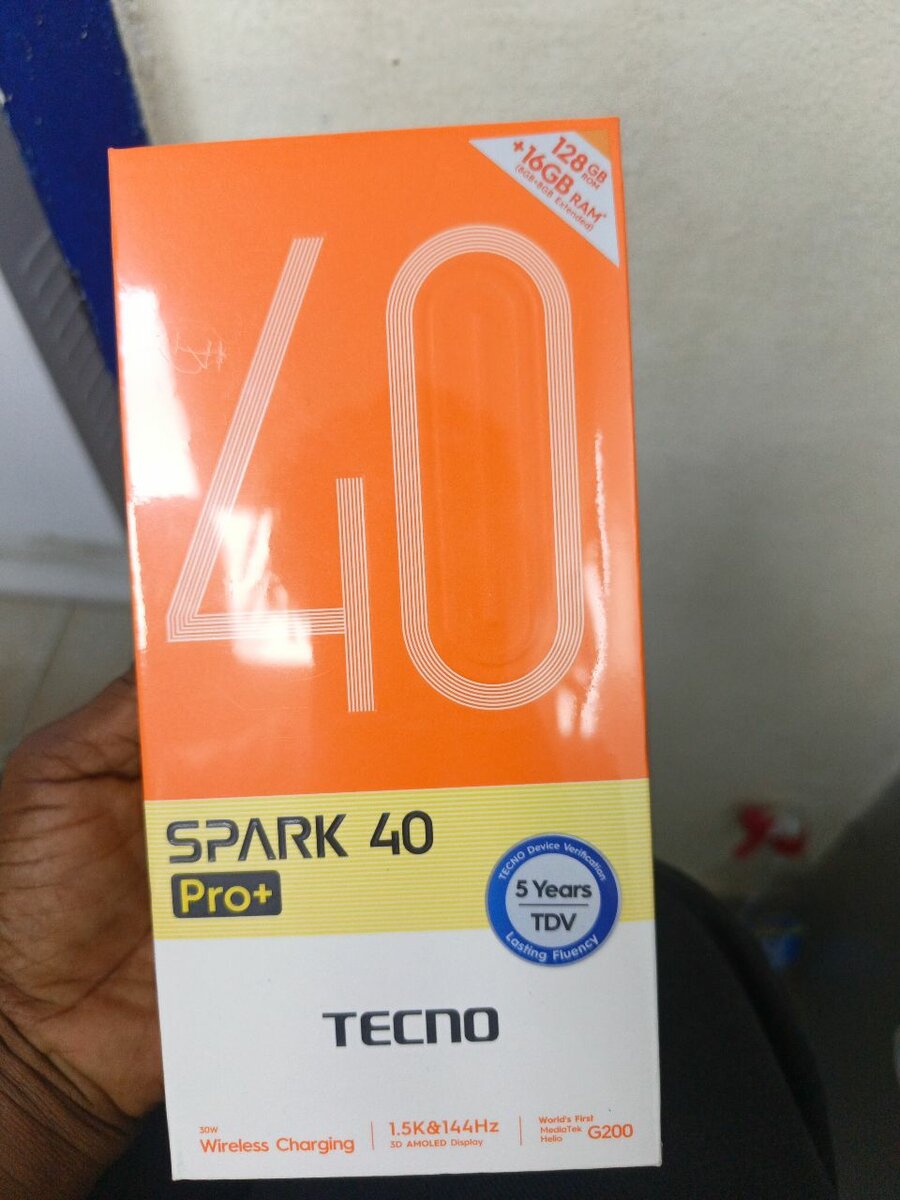 128 GB
ROM
+16GB RAM*
(8GB+8GB Extended)
40
SPARK 40
Pro+
TECNO Device Verification
5 Years
TDV
Lasting Fluency
TECNO
30W
Wireless Charging
1.5K&144Hz
3D AMOLED Display
World's First
MediaTek
Helio G200